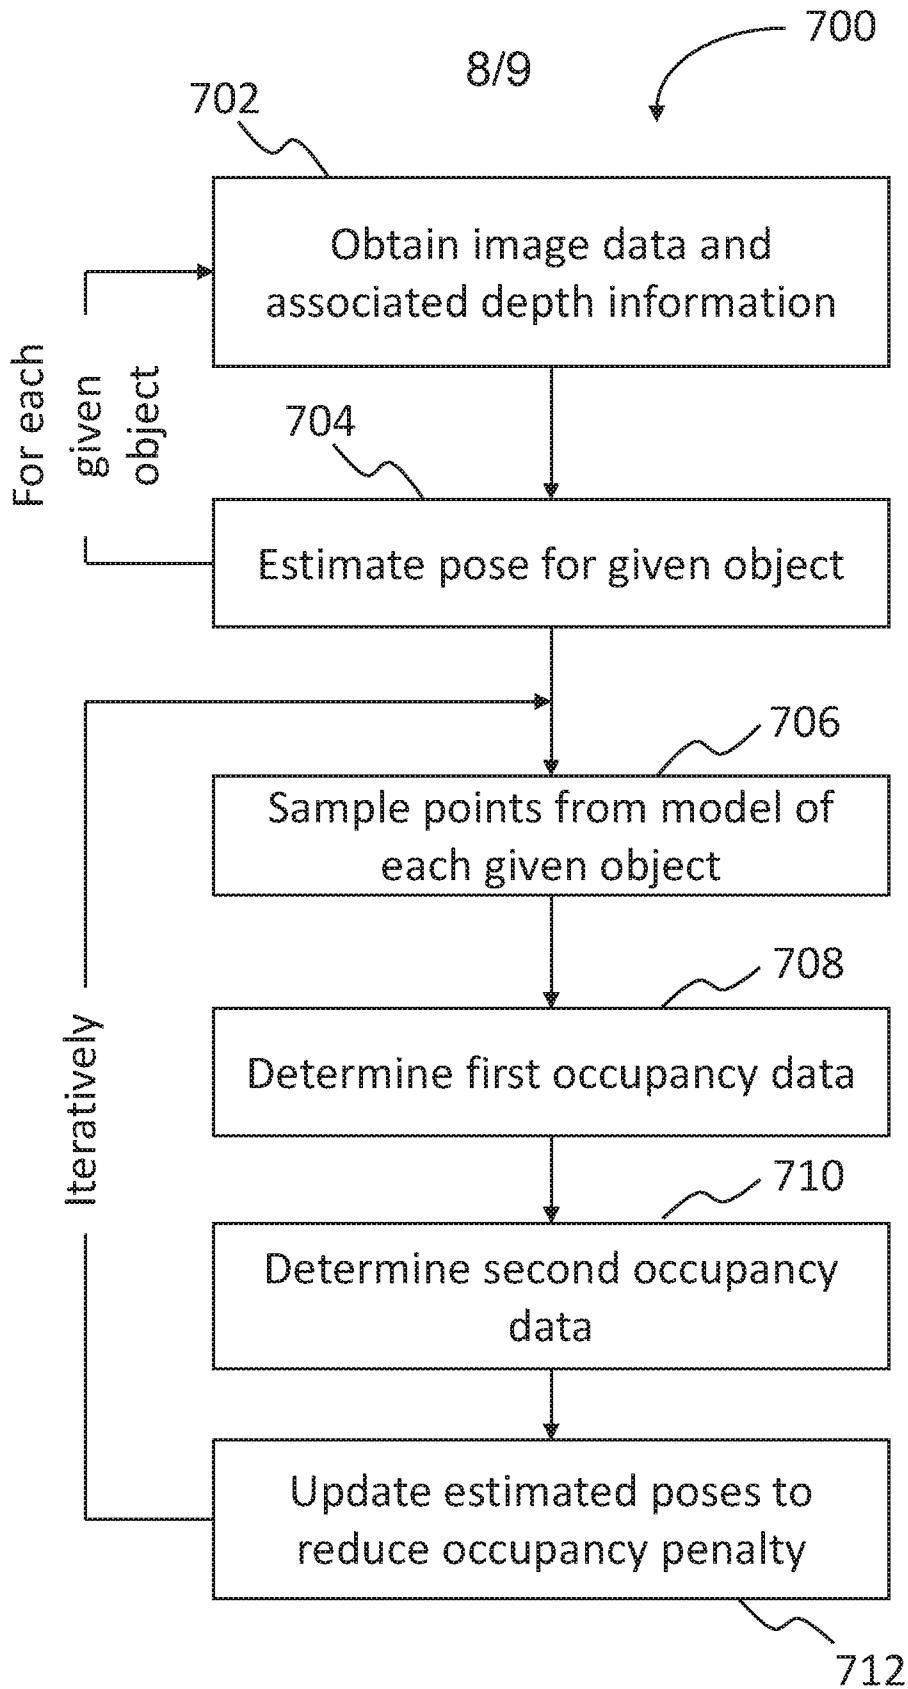 700
8/9
702
Obtain image data and
associated depth information
For each
given
object
704
Estimate pose for given object
706
Sample points from model of
each given object
708
Determine first occupancy data
Iteratively
710
Determine second occupancy
data
Update estimated poses to
reduce occupancy penalty
712